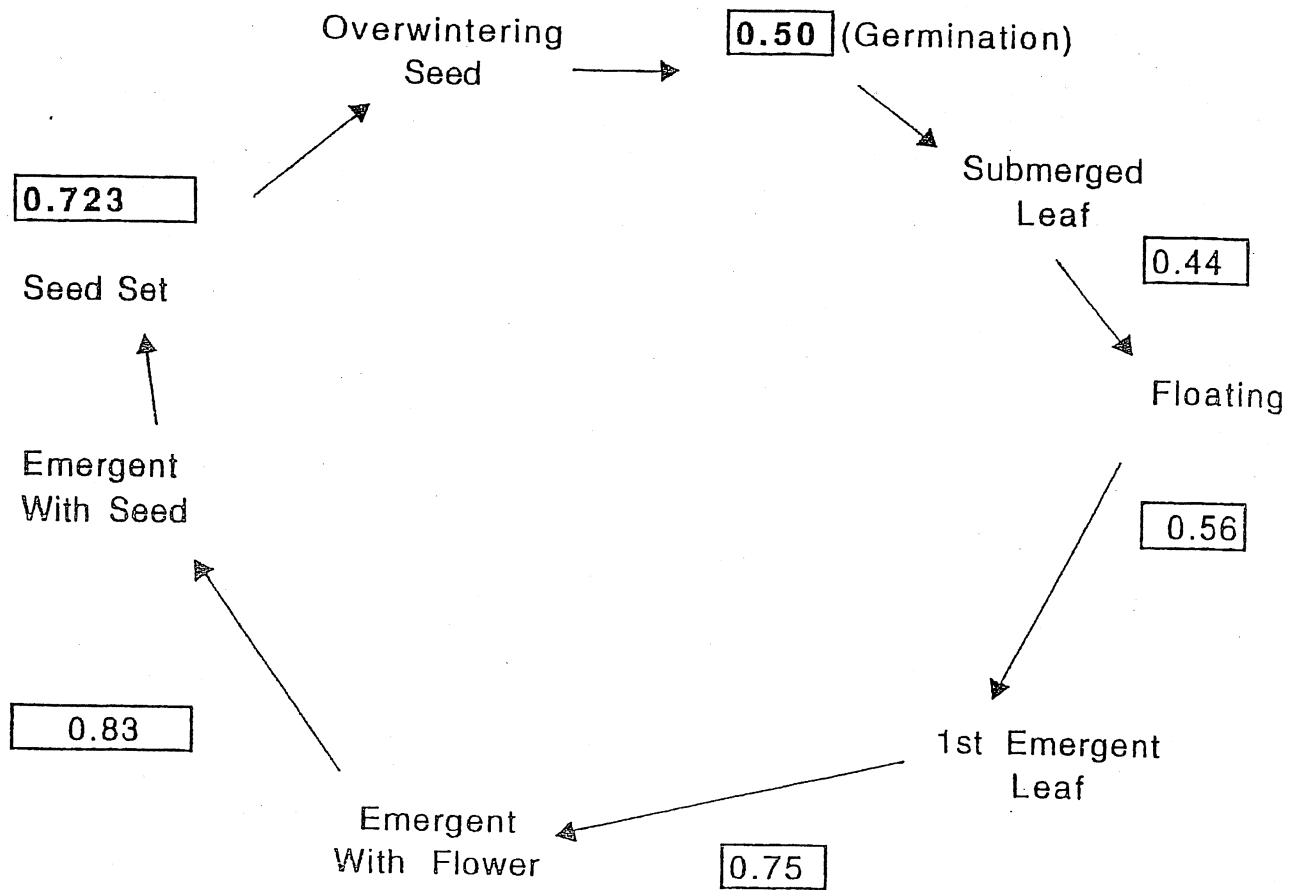 Overwintering
Seed
0.50 (Germination)
Submerged
Leaf
0.44
Floating
0.56
1st Emergent
Leaf
0.75
Emergent
With Flower
0.83
Emergent
With Seed
Seed Set
0.723